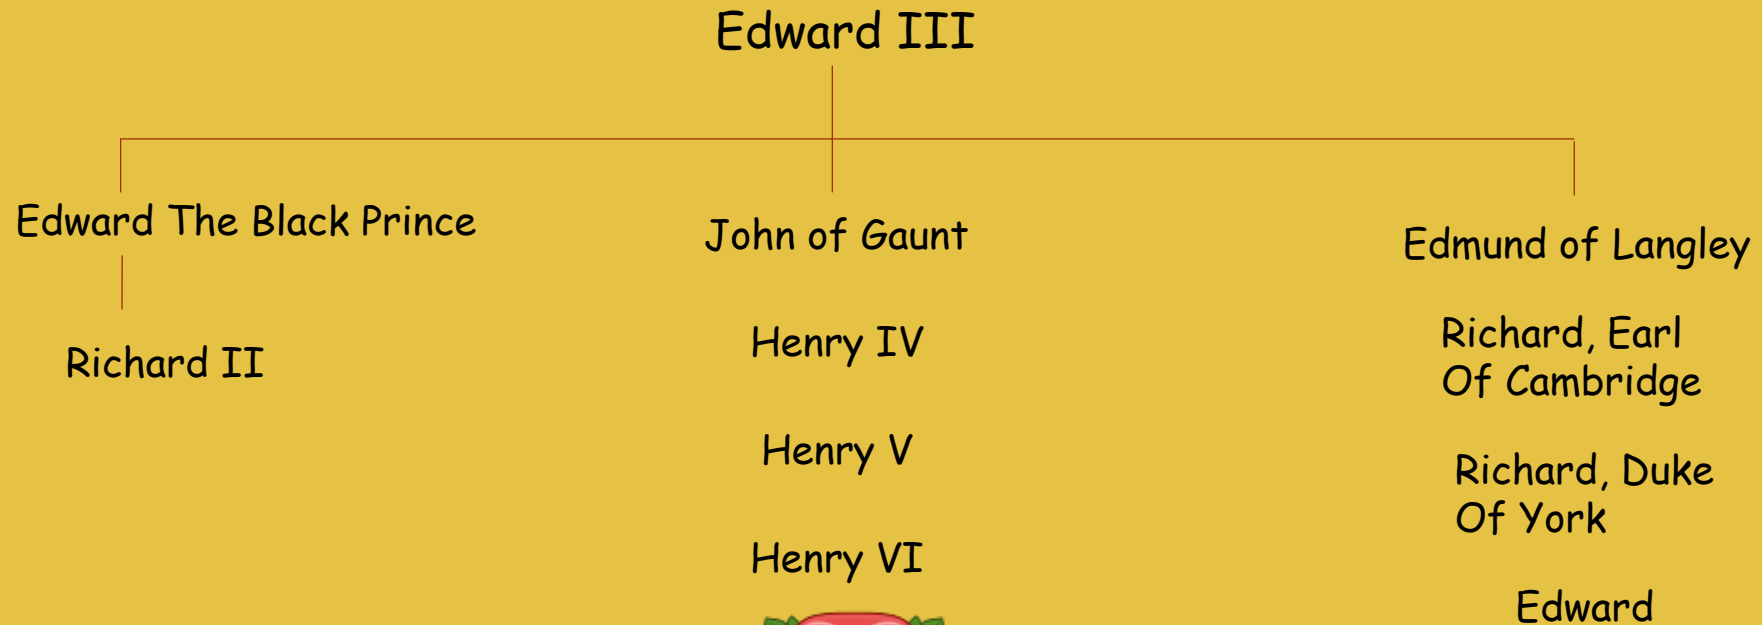 Edward III
Edward The Black Prince
John of Gaunt
Edmund of Langley
Richard II
Henry IV
Richard, Earl
Of Cambridge
Henry V
Richard, Duke
Of York
Henry VI
Edward